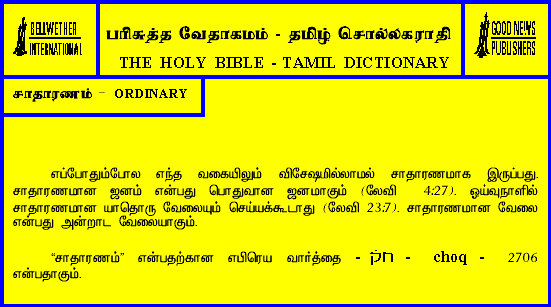 BELLWETHER
INTERNATIONAL
பரிசுத்த வேதாகமம் - தமிழ் சொல்லகராதி
THE HOLY BIBLE - TAMIL DICTIONARY
GOOD NEWS
PUBLISHERS
சாதாரணம் – ORDINARY
எப்போதும்போல எந்த வகையிலும் விசேஷமில்லாமல் சாதாரணமாக இருப்பது.
சாதாரணமான ஜனம் என்பது பொதுவான ஜனமாகும் (லேவி 4:27). ஓய்வுநாளில்
சாதாரணமான யாதொரு வேலையும் செய்யக்கூடாது (லேவி 23:7). சாதாரணமான வேலை
என்பது அன்றாட வேலையாகும்.
“சாதாரணம்” என்பதற்கான எபிரெய வார்த்தை - חֹק - choq - 2706
என்பதாகும்.